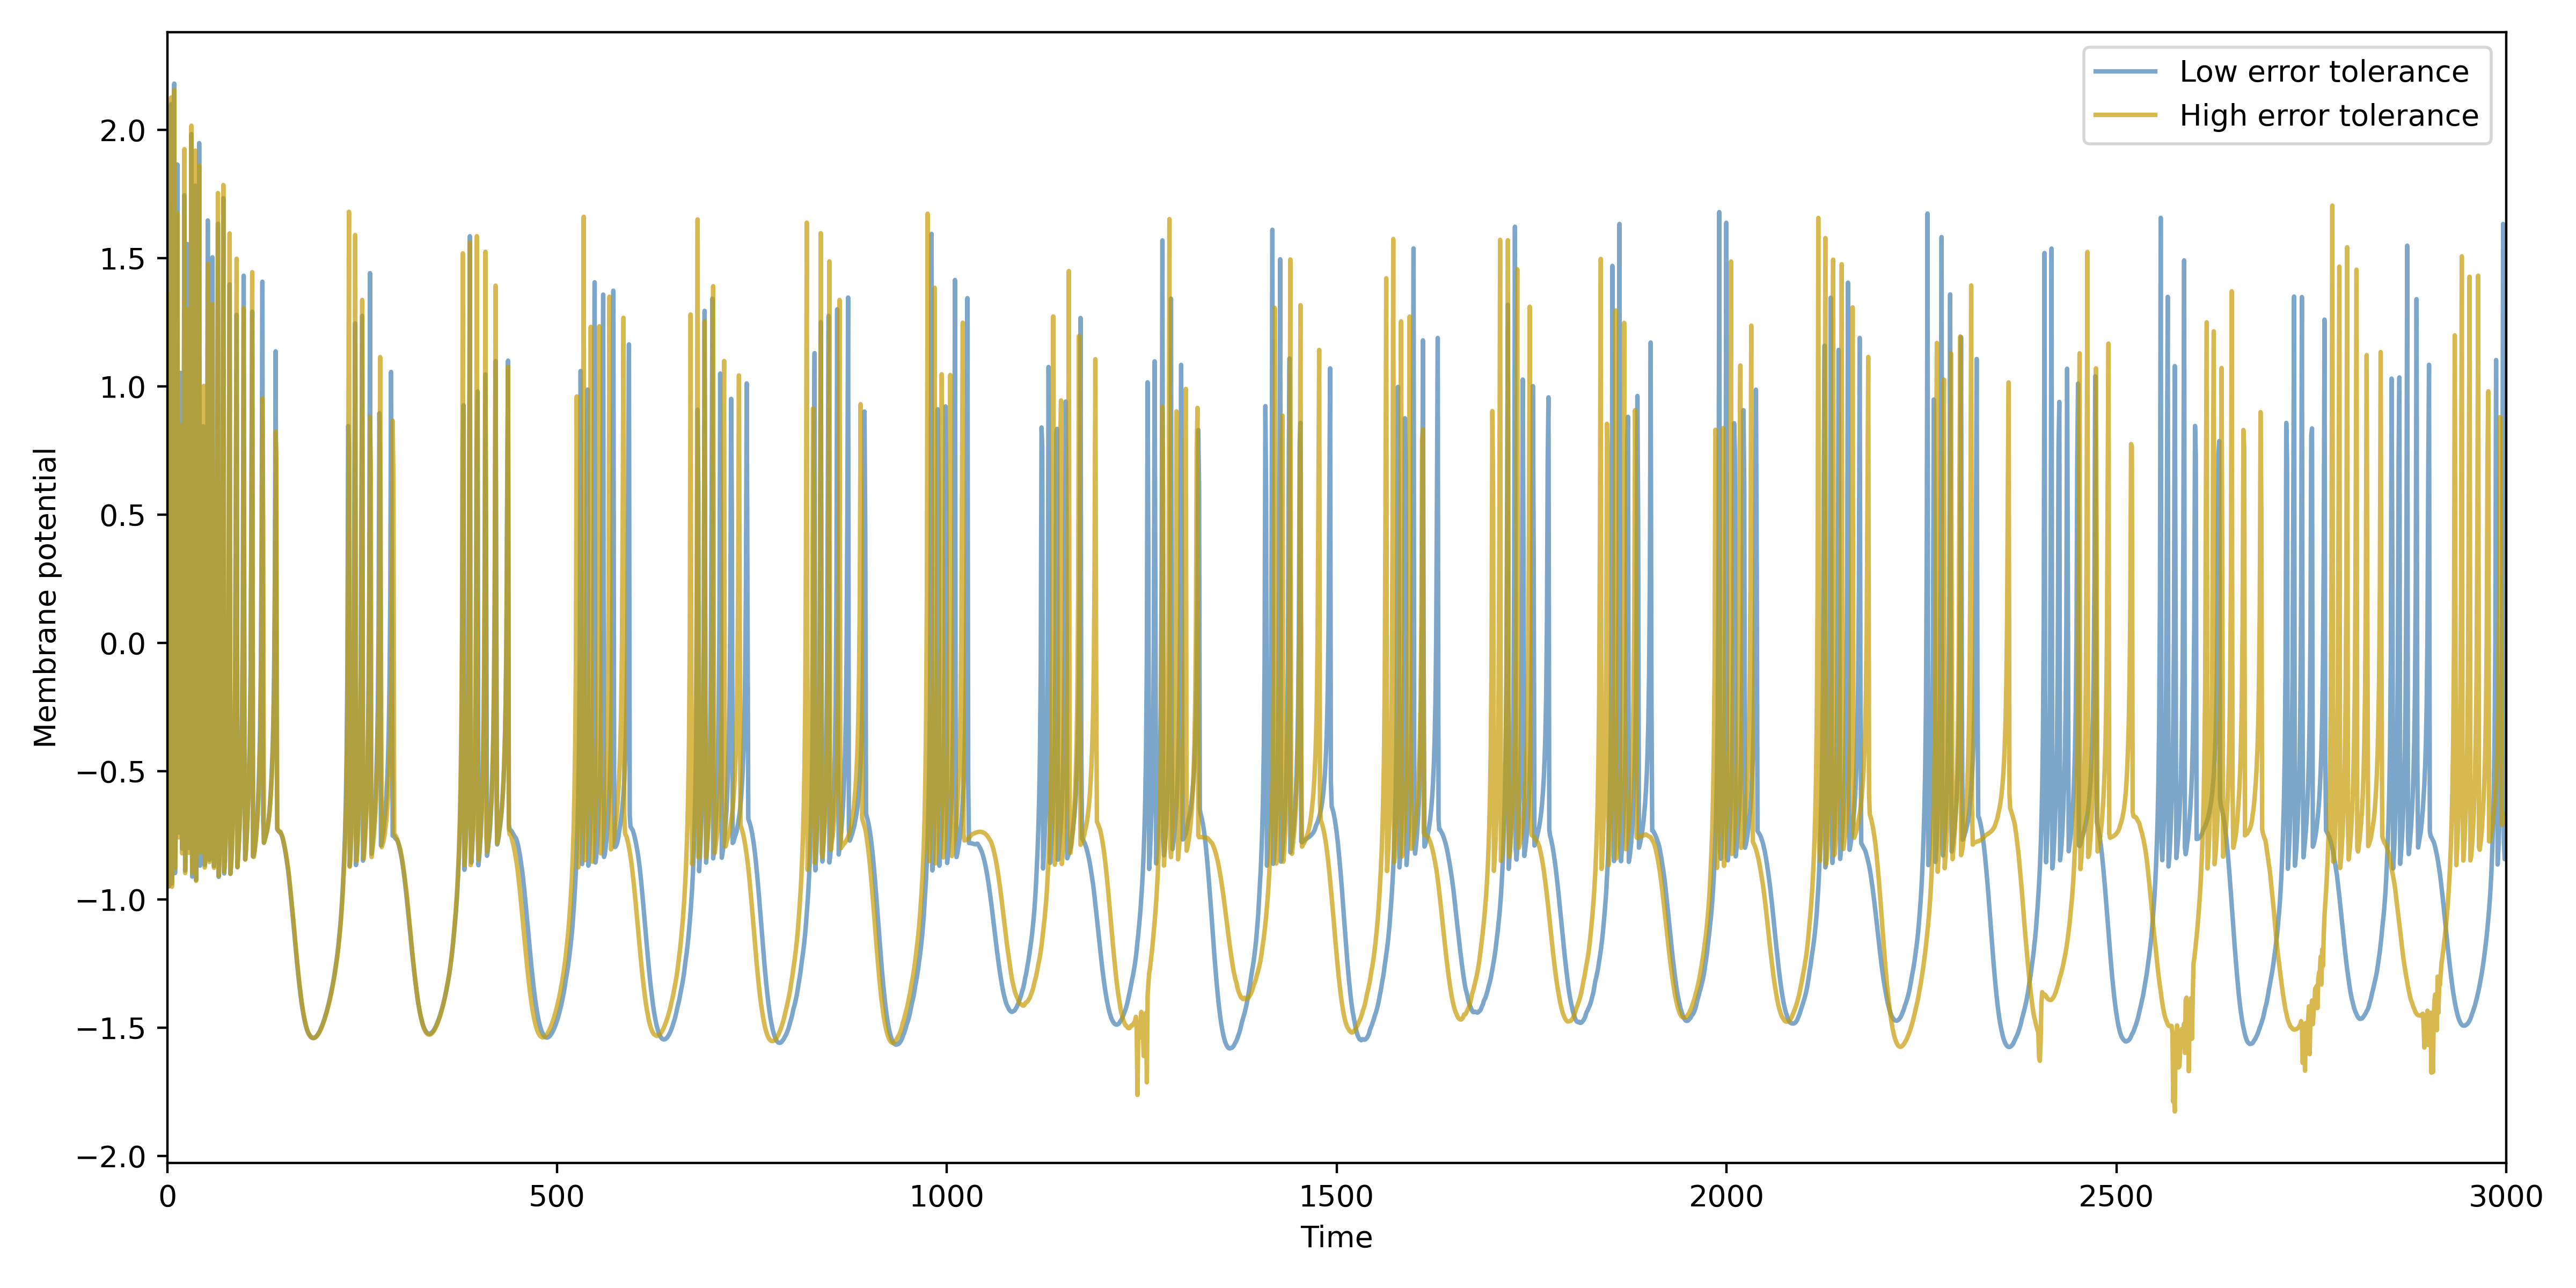 Low error tolerance
High error tolerance
2.0
1.5
1.0
0.5
0.0
−0.5
−1.0
−1.5
−2.0
Membrane potential
0 500 1000 1500 2000 2500 3000
Time